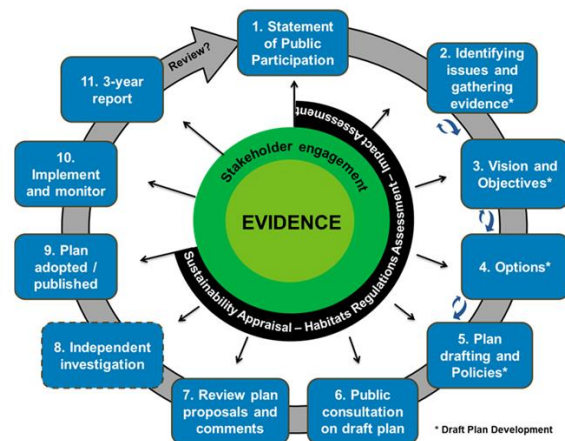 1. Statement
of Public
Participation
2. Identifying
issues and
gathering
evidence*
3. Vision and
Objectives*
4. Options*
5. Plan
drafting and
Policies*
6. Public
consultation
on draft plan
7. Review plan
proposals and
comments
8. Independent
investigation
9. Plan
adopted /
published
10.
Implement
and monitor
11. 3-year
report
Review?
Stakeholder engagement
EVIDENCE
Sustainability Appraisal – Habitats Regulations Assessment – Impact Assessment
* Draft Plan Development